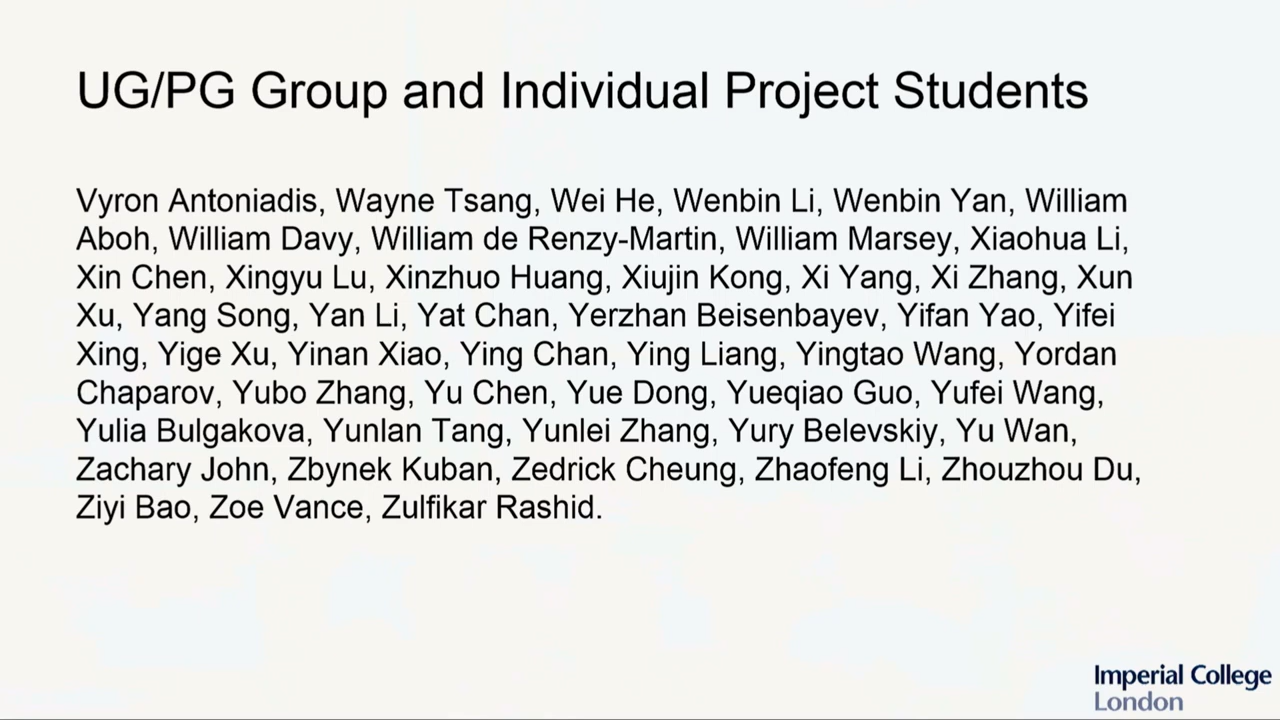 UG/PG Group and Individual Project Students
Vyron Antoniadis, Wayne Tsang, Wei He, Wenbin Li, Wenbin Yan, William
Aboh, William Davy, William de Renzy-Martin, William Marsey, Xiaohua Li,
Xin Chen, Xingyu Lu, Xinzhuo Huang, Xiujin Kong, Xi Yang, Xi Zhang, Xun
Xu, Yang Song, Yan Li, Yat Chan, Yerzhan Beisenbayev, Yifan Yao, Yifei
Xing, Yige Xu, Yinan Xiao, Ying Chan, Ying Liang, Yingtao Wang, Yordan
Chaparov, Yubo Zhang, Yu Chen, Yue Dong, Yueqiao Guo, Yufei Wang,
Yulia Bulgakova, Yunlan Tang, Yunlei Zhang, Yury Belevskiy, Yu Wan,
Zachary John, Zbynek Kuban, Zedrick Cheung, Zhaofeng Li, Zhouzhou Du,
Ziyi Bao, Zoe Vance, Zulfikar Rashid.
Imperial College
London